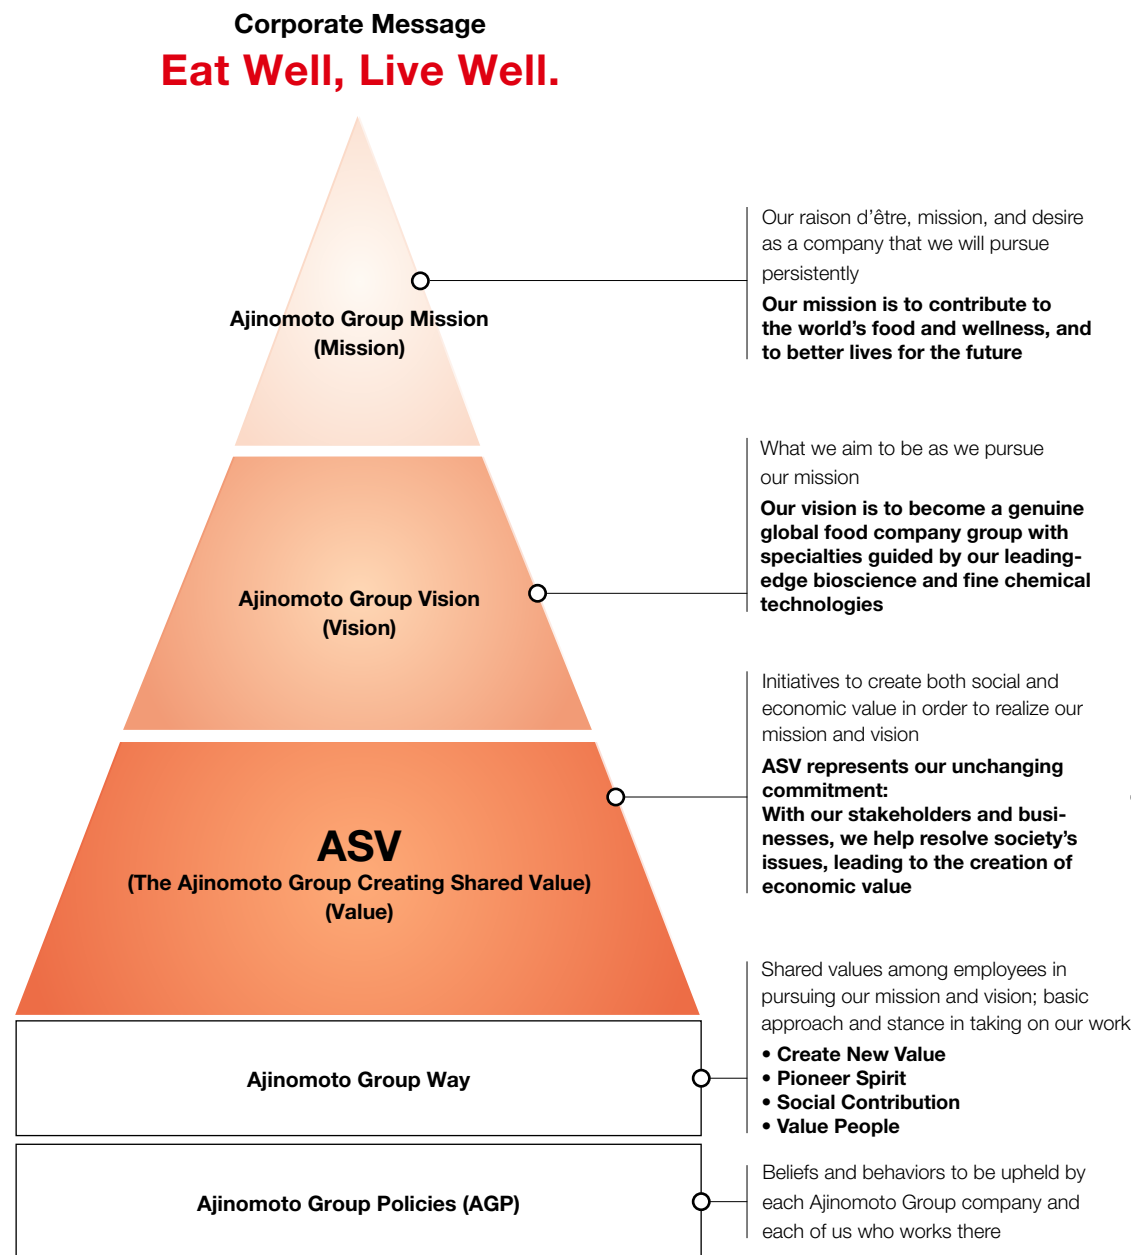 Corporate Message
Eat Well, Live Well.
Our raison d’être, mission, and desire
as a company that we will pursue
persistently
Our mission is to contribute to
the world’s food and wellness, and
to better lives for the future
Ajinomoto Group Mission
(Mission)
What we aim to be as we pursue
our mission
Our vision is to become a genuine
global food company group with
specialties guided by our leading-
edge bioscience and fine chemical
technologies
Ajinomoto Group Vision
(Vision)
Initiatives to create both social and
economic value in order to realize our
mission and vision
ASV represents our unchanging
commitment:
With our stakeholders and busi-
nesses, we help resolve society’s
issues, leading to the creation of
economic value
ASV
(The Ajinomoto Group Creating Shared Value)
(Value)
Shared values among employees in
pursuing our mission and vision; basic
approach and stance in taking on our work
• Create New Value
• Pioneer Spirit
• Social Contribution
• Value People
Ajinomoto Group Way
Beliefs and behaviors to be upheld by
each Ajinomoto Group company and
each of us who works there
Ajinomoto Group Policies (AGP)